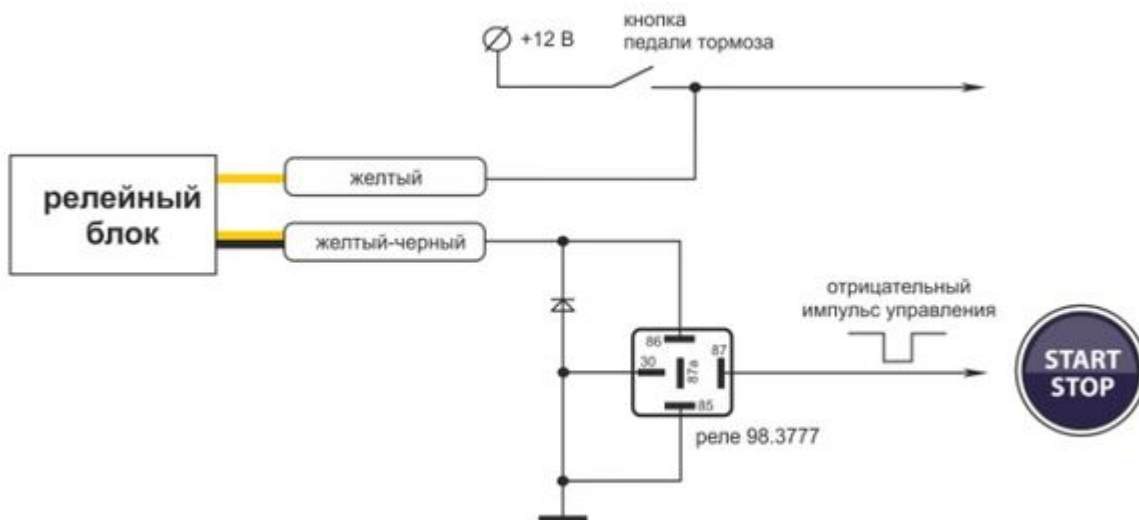 кнопка
педали тормоза
+12 В
релейный
блок
желтый
желтый-черный
отрицательный
импульс управления
86
30
87а
87
85
реле 98.3777
START
STOP